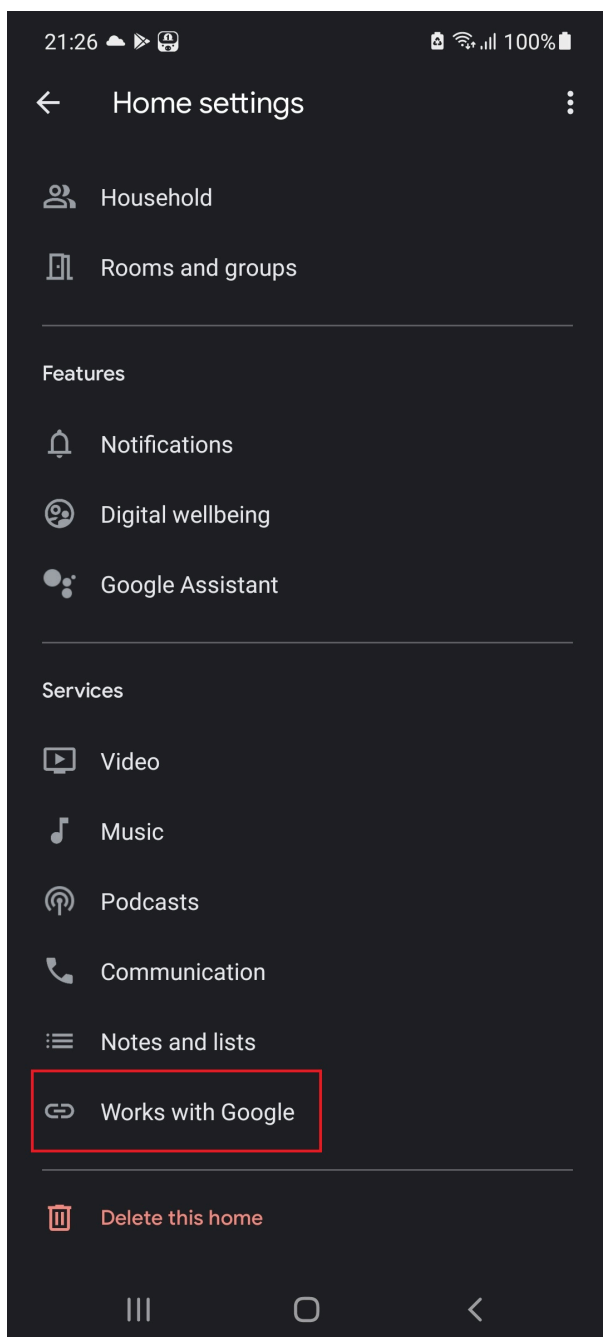 21:26 100%
Home settings
Household
Rooms and groups
Features
Notifications
Digital wellbeing
Google Assistant
Services
Video
Music
Podcasts
Communication
Notes and lists
Works with Google
Delete this home